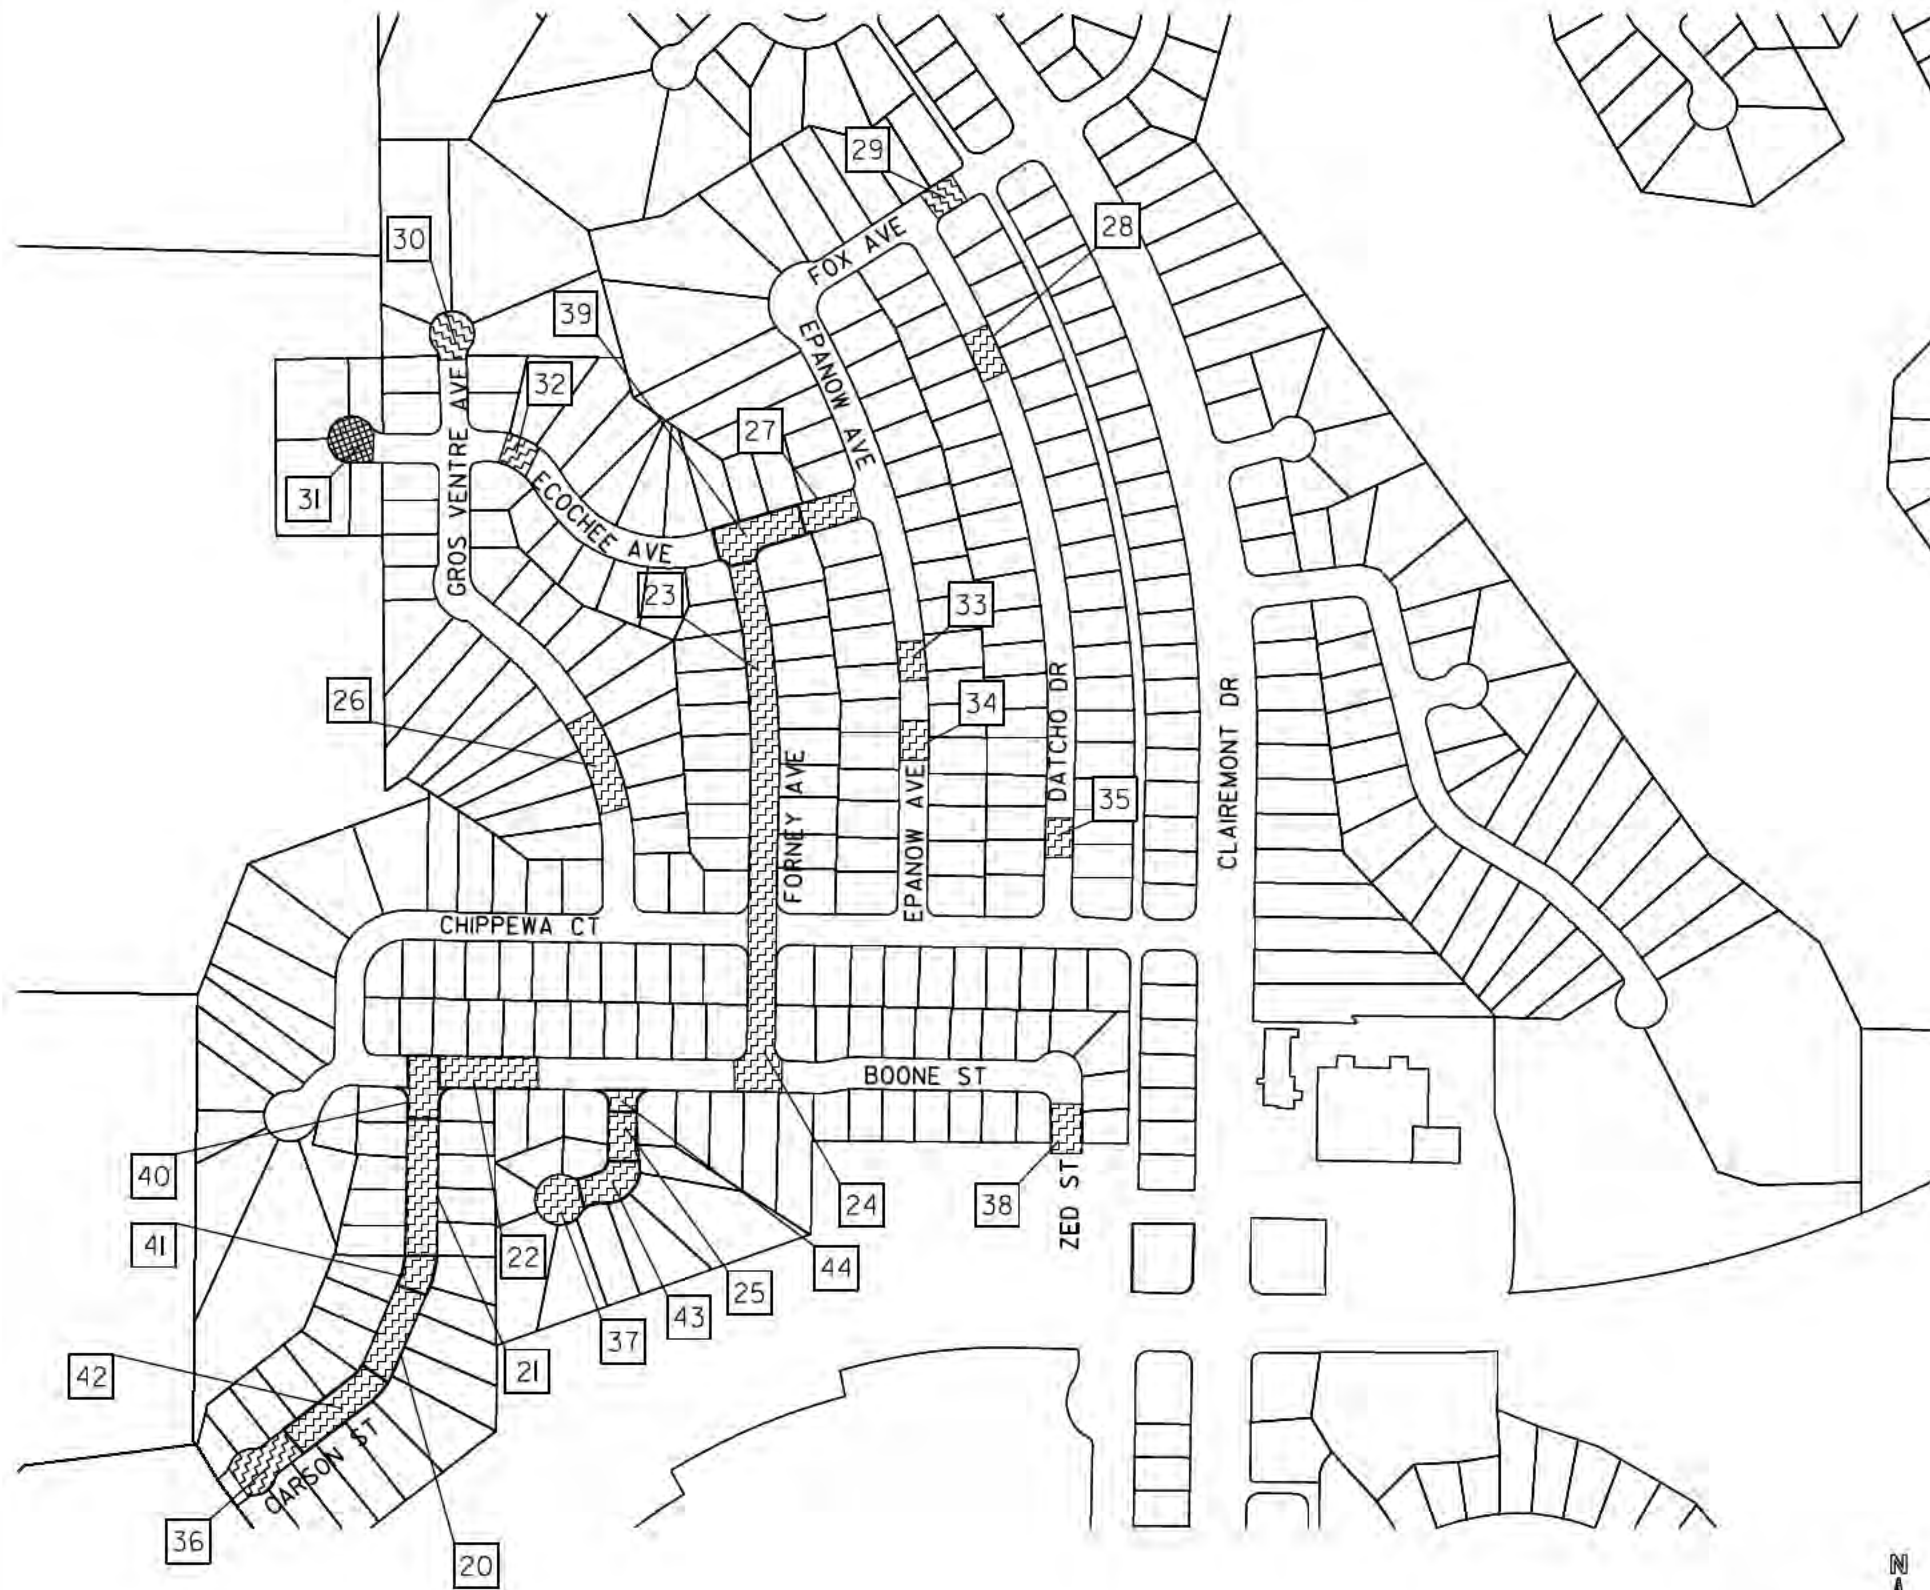 29
FOX AVE
28
30
39
EPANOW AVE
32
27
GROS VENTRE AVE
31
ECOCHEE AVE
23
33
26
34
DATCHO DR
CLAIREMONT DR
FORNEY AVE
EPANOW AVE
35
CHIPPEWA CT
BOONE ST
40
24
38
ZED ST
41
22
44
25
43
37
21
42
CARSON ST
36
20
N